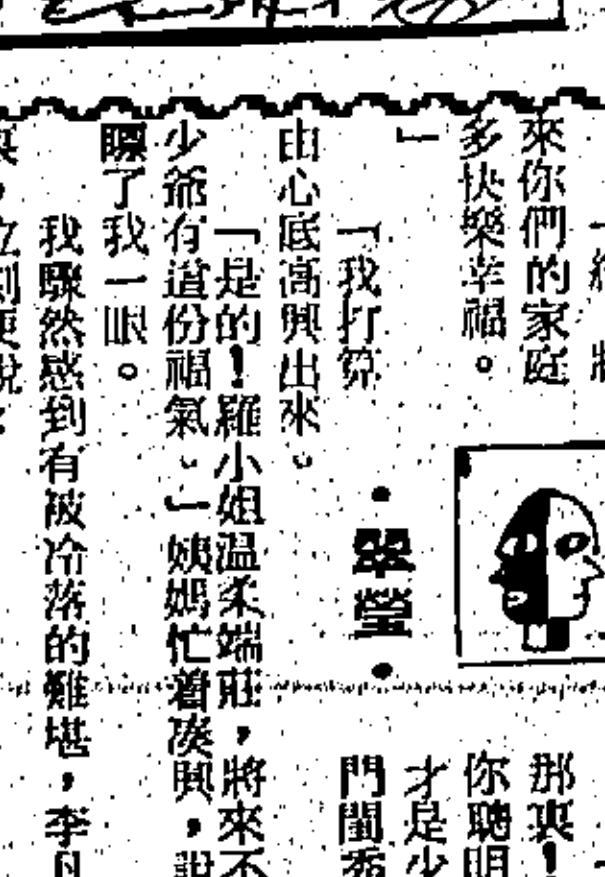 來你們的家庭
多快樂幸福。
」
「我打算
由心底高興出來。
「是的！羅小姐温柔端莊，將來不
少爺有這份福氣。」姨媽忙着湊興，說
瞟了我一眼。
我驟然感到有被冷落的難堪，李
立刻便說：
•翠瑩•
那裏！
你聰明
才是少
門閨秀